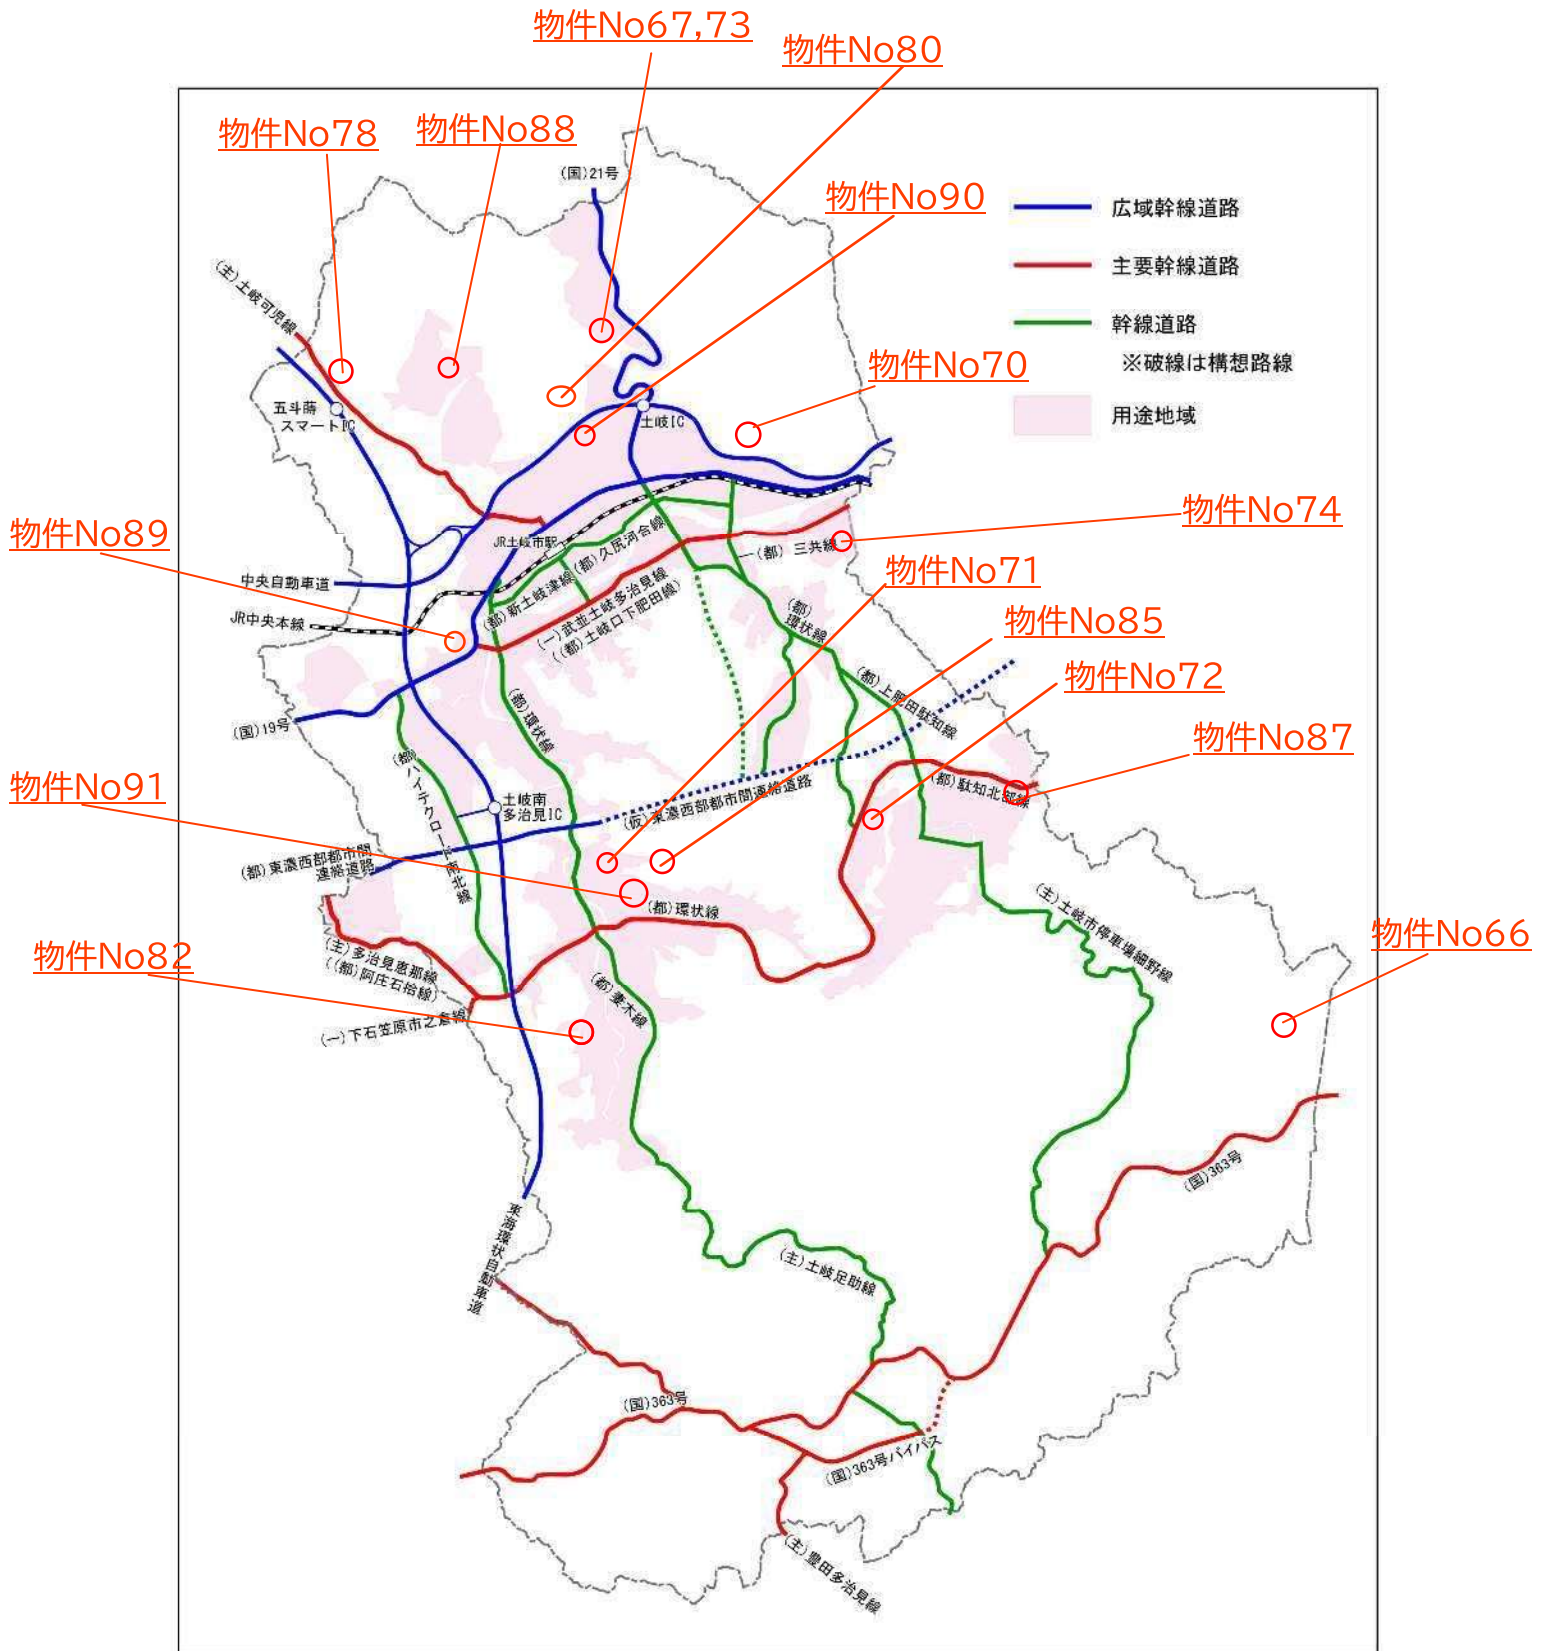 物件No67,73
物件No80
物件No78
物件No88
(国)21号
物件No90
広域幹線道路
(主)土岐可児線
主要幹線道路
幹線道路
※破線は構想路線
物件No70
五斗蒔
スマートIC
土岐IC
用途地域
物件No74
物件No89
JR土岐市駅
(都)久尻河合線
(一)(都) 三共線
中央自動車道
(都)新土岐津線
物件No71
JR中央本線
(一)武並土岐多治見線
((都)土岐口下肥田線)
(都)
環状線
物件No85
(都)上肥田駄知線
物件No72
(国)19号
(都)環状線
物件No87
(都)ハイテクロード南北線
(都)駄知北部線
物件No91
土岐南
多治見IC
(仮)東濃西部都市間連絡道路
(都)東濃西部都市間
連絡道路
(都)環状線
(主)土岐市停車場細野線
物件No66
物件No82
(主)多治見恵那線
((都)阿庄石拾線)
(都)妻木線
(一)下石笠原市之倉線
(国)363号
東海環状自動車道
(主)土岐足助線
(国)363号
(国)363号バイパス
(主)豊田多治見線